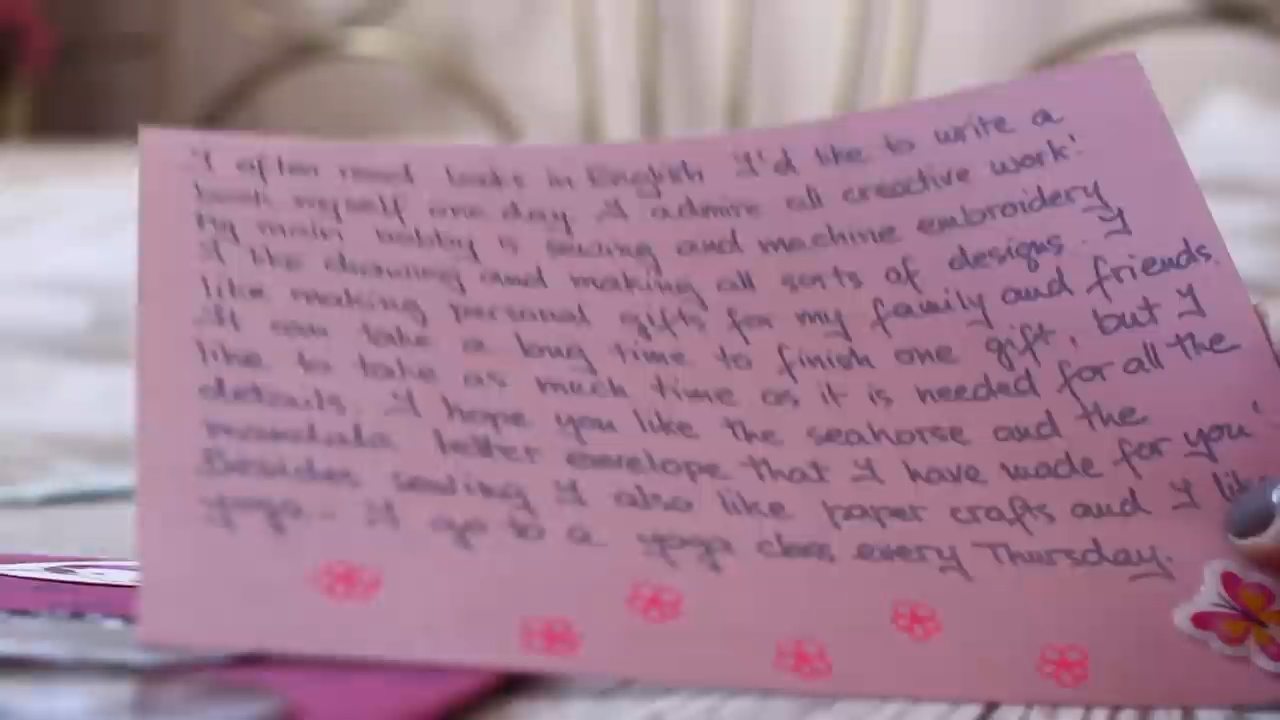 I often read books in English I'd like to write a
book myself one day. I admire all creative work.
My main hobby is sewing and machine embroidery
I like drawing and making all sorts of designs. I
like making personal gifts for my family and friends.
It can take a long time to finish one gift, but I
like to take as much time as it is needed for all the
details. I hope you like the seahorse and the
mandala letter envelope that I have made for you.
Besides sewing I also like paper crafts and I like
yoga - I go to a yoga class every Thursday.